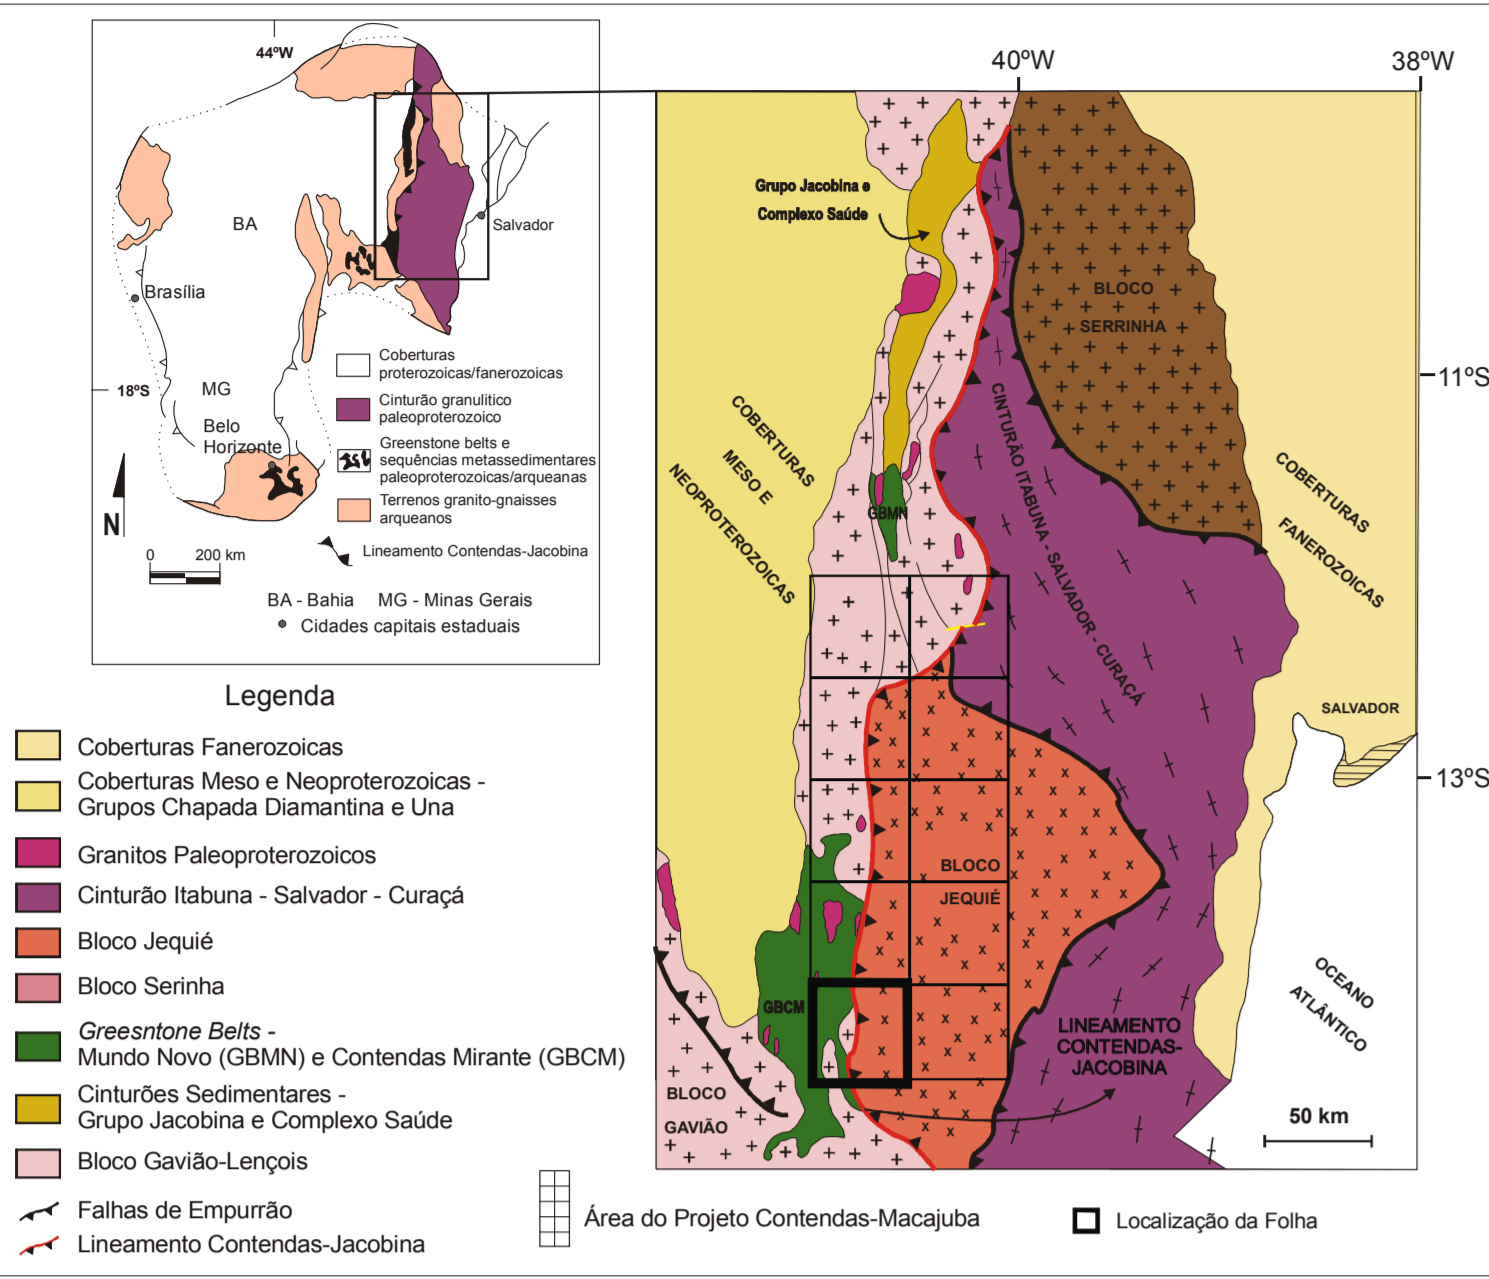 44ºW
BA
Salvador
Brasília
18ºS
MG
Belo
Horizonte
N
0 200 km
Coberturas
proterozoicas/fanerozoicas
Cinturão granulitico
paleoproterozoico
Greenstone belts e
sequências metassedimentares
paleoproterozoicas/arqueanas
Terrenos granito-gnaisses
arqueanos
Lineamento Contendas-Jacobina
BA - Bahia MG - Minas Gerais
Cidades capitais estaduais
40ºW
38ºW
11ºS
13ºS
Grupo Jacobina e
Complexo Saúde
BLOCO
SERRINHA
COBERTURAS
MESO E
NEOPROTEROZOICAS
CINTURÃO ITABUNA - SALVADOR - CURAÇÁ
COBERTURAS
FANEROZOICAS
GBMN
SALVADOR
BLOCO
JEQUIÉ
GBCM
OCEANO
ATLÂNTICO
LINEAMENTO
CONTENDAS-
JACOBINA
BLOCO
GAVIÃO
50 km
Legenda
Coberturas Fanerozoicas
Coberturas Meso e Neoproterozoicas -
Grupos Chapada Diamantina e Una
Granitos Paleoproterozoicos
Cinturão Itabuna - Salvador - Curaçá
Bloco Jequié
Bloco Serinha
Greesntone Belts -
Mundo Novo (GBMN) e Contendas Mirante (GBCM)
Cinturões Sedimentares -
Grupo Jacobina e Complexo Saúde
Bloco Gavião-Lençois
Falhas de Empurrão
Lineamento Contendas-Jacobina
Área do Projeto Contendas-Macajuba
Localização da Folha